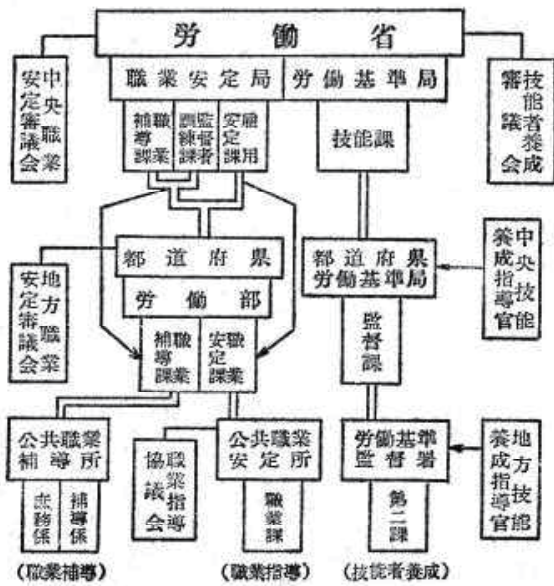 労働省
中央職業
安定審議会
職業安定局
労働基準局
技能者養成
審議会
職業
補導課
監督者
訓練課
雇用
安定課
技能課
地方職業
安定審議会
都道府県
労働部
都道府県
労働基準局
中央技能
養成指導官
職業
補導課
職業
安定課
監督課
公共職業
補導所
職業指導
協議会
公共職業
安定所
労働基準
監督署
地方技能
養成指導官
庶務係
補導係
職業課
第二課
(職業補導)
(職業指導)
(技能者養成)